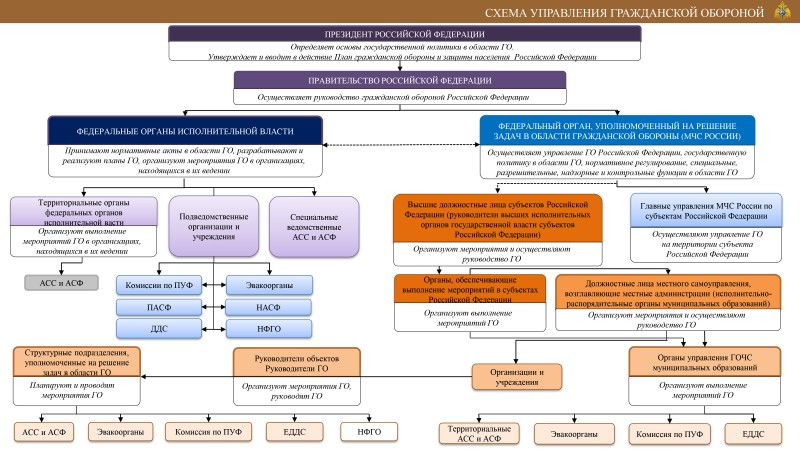 СХЕМА УПРАВЛЕНИЯ ГРАЖДАНСКОЙ ОБОРОНОЙ
ПРЕЗИДЕНТ РОССИЙСКОЙ ФЕДЕРАЦИИ
Определяет основы государственной политики в области ГО.
Утверждает и вводит в действие План гражданской обороны и защиты населения Российской Федерации
ПРАВИТЕЛЬСТВО РОССИЙСКОЙ ФЕДЕРАЦИИ
Осуществляет руководство гражданской обороной Российской Федерации
ФЕДЕРАЛЬНЫЕ ОРГАНЫ ИСПОЛНИТЕЛЬНОЙ ВЛАСТИ
Принимают нормативные акты в области ГО, разрабатывают и
реализуют планы ГО, организуют мероприятия ГО в организациях,
находящихся в их ведении
ФЕДЕРАЛЬНЫЙ ОРГАН, УПОЛНОМОЧЕННЫЙ НА РЕШЕНИЕ
ЗАДАЧ В ОБЛАСТИ ГРАЖДАНСКОЙ ОБОРОНЫ (МЧС РОССИИ)
Осуществляет управление ГО Российской Федерации, государственную
политику в области ГО, нормативное регулирование, специальные,
разрешительные, надзорные и контрольные функции в области ГО
Территориальные органы
федеральных органов
исполнительной власти
Организуют выполнение
мероприятий ГО в организациях,
находящихся в их ведении
Подведомственные
организации и
учреждения
Специальные
ведомственные
АСС и АСФ
Высшие должностные лица субъектов Российской
Федерации (руководители высших исполнительных
органов государственной власти субъектов
Российской Федерации)
Организуют мероприятия и осуществляют
руководство ГО
Главные управления МЧС России по
субъектам Российской Федерации
Осуществляют управление ГО
на территории субъекта
Российской Федерации
АСС и АСФ
Комиссии по ПУФ
Эвакоорганы
ПАСФ
НАСФ
ДДС
НФГО
Органы, обеспечивающие
выполнение мероприятий в субъектах
Российской Федерации
Организуют выполнение
мероприятий ГО
Должностные лица местного самоуправления,
возглавляющие местные администрации (исполнительно-
распорядительные органы муниципальных образований)
Организуют мероприятия и осуществляют
руководство ГО
Структурные подразделения,
уполномоченные на решение
задач в области ГО
Планируют и проводят
мероприятия ГО
Руководители объектов
Руководители ГО
Организуют мероприятия ГО,
руководят ГО
Организации и
учреждения
Органы управления ГОЧС
муниципальных образований
Организуют выполнение
мероприятий ГО
АСС и АСФ
Эвакоорганы
Комиссия по ПУФ
ЕДДС
НФГО
Территориальные
АСС и АСФ
Эвакоорганы
Комиссия по ПУФ
ЕДДС